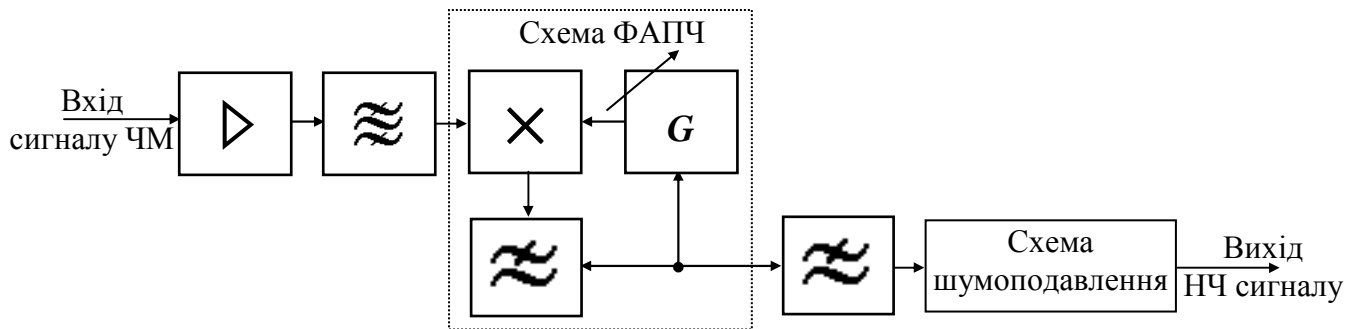 Схема ФАПЧ
Вхід
сигналу ЧМ
G
Схема
шумоподавлення
Вихід
НЧ сигналу